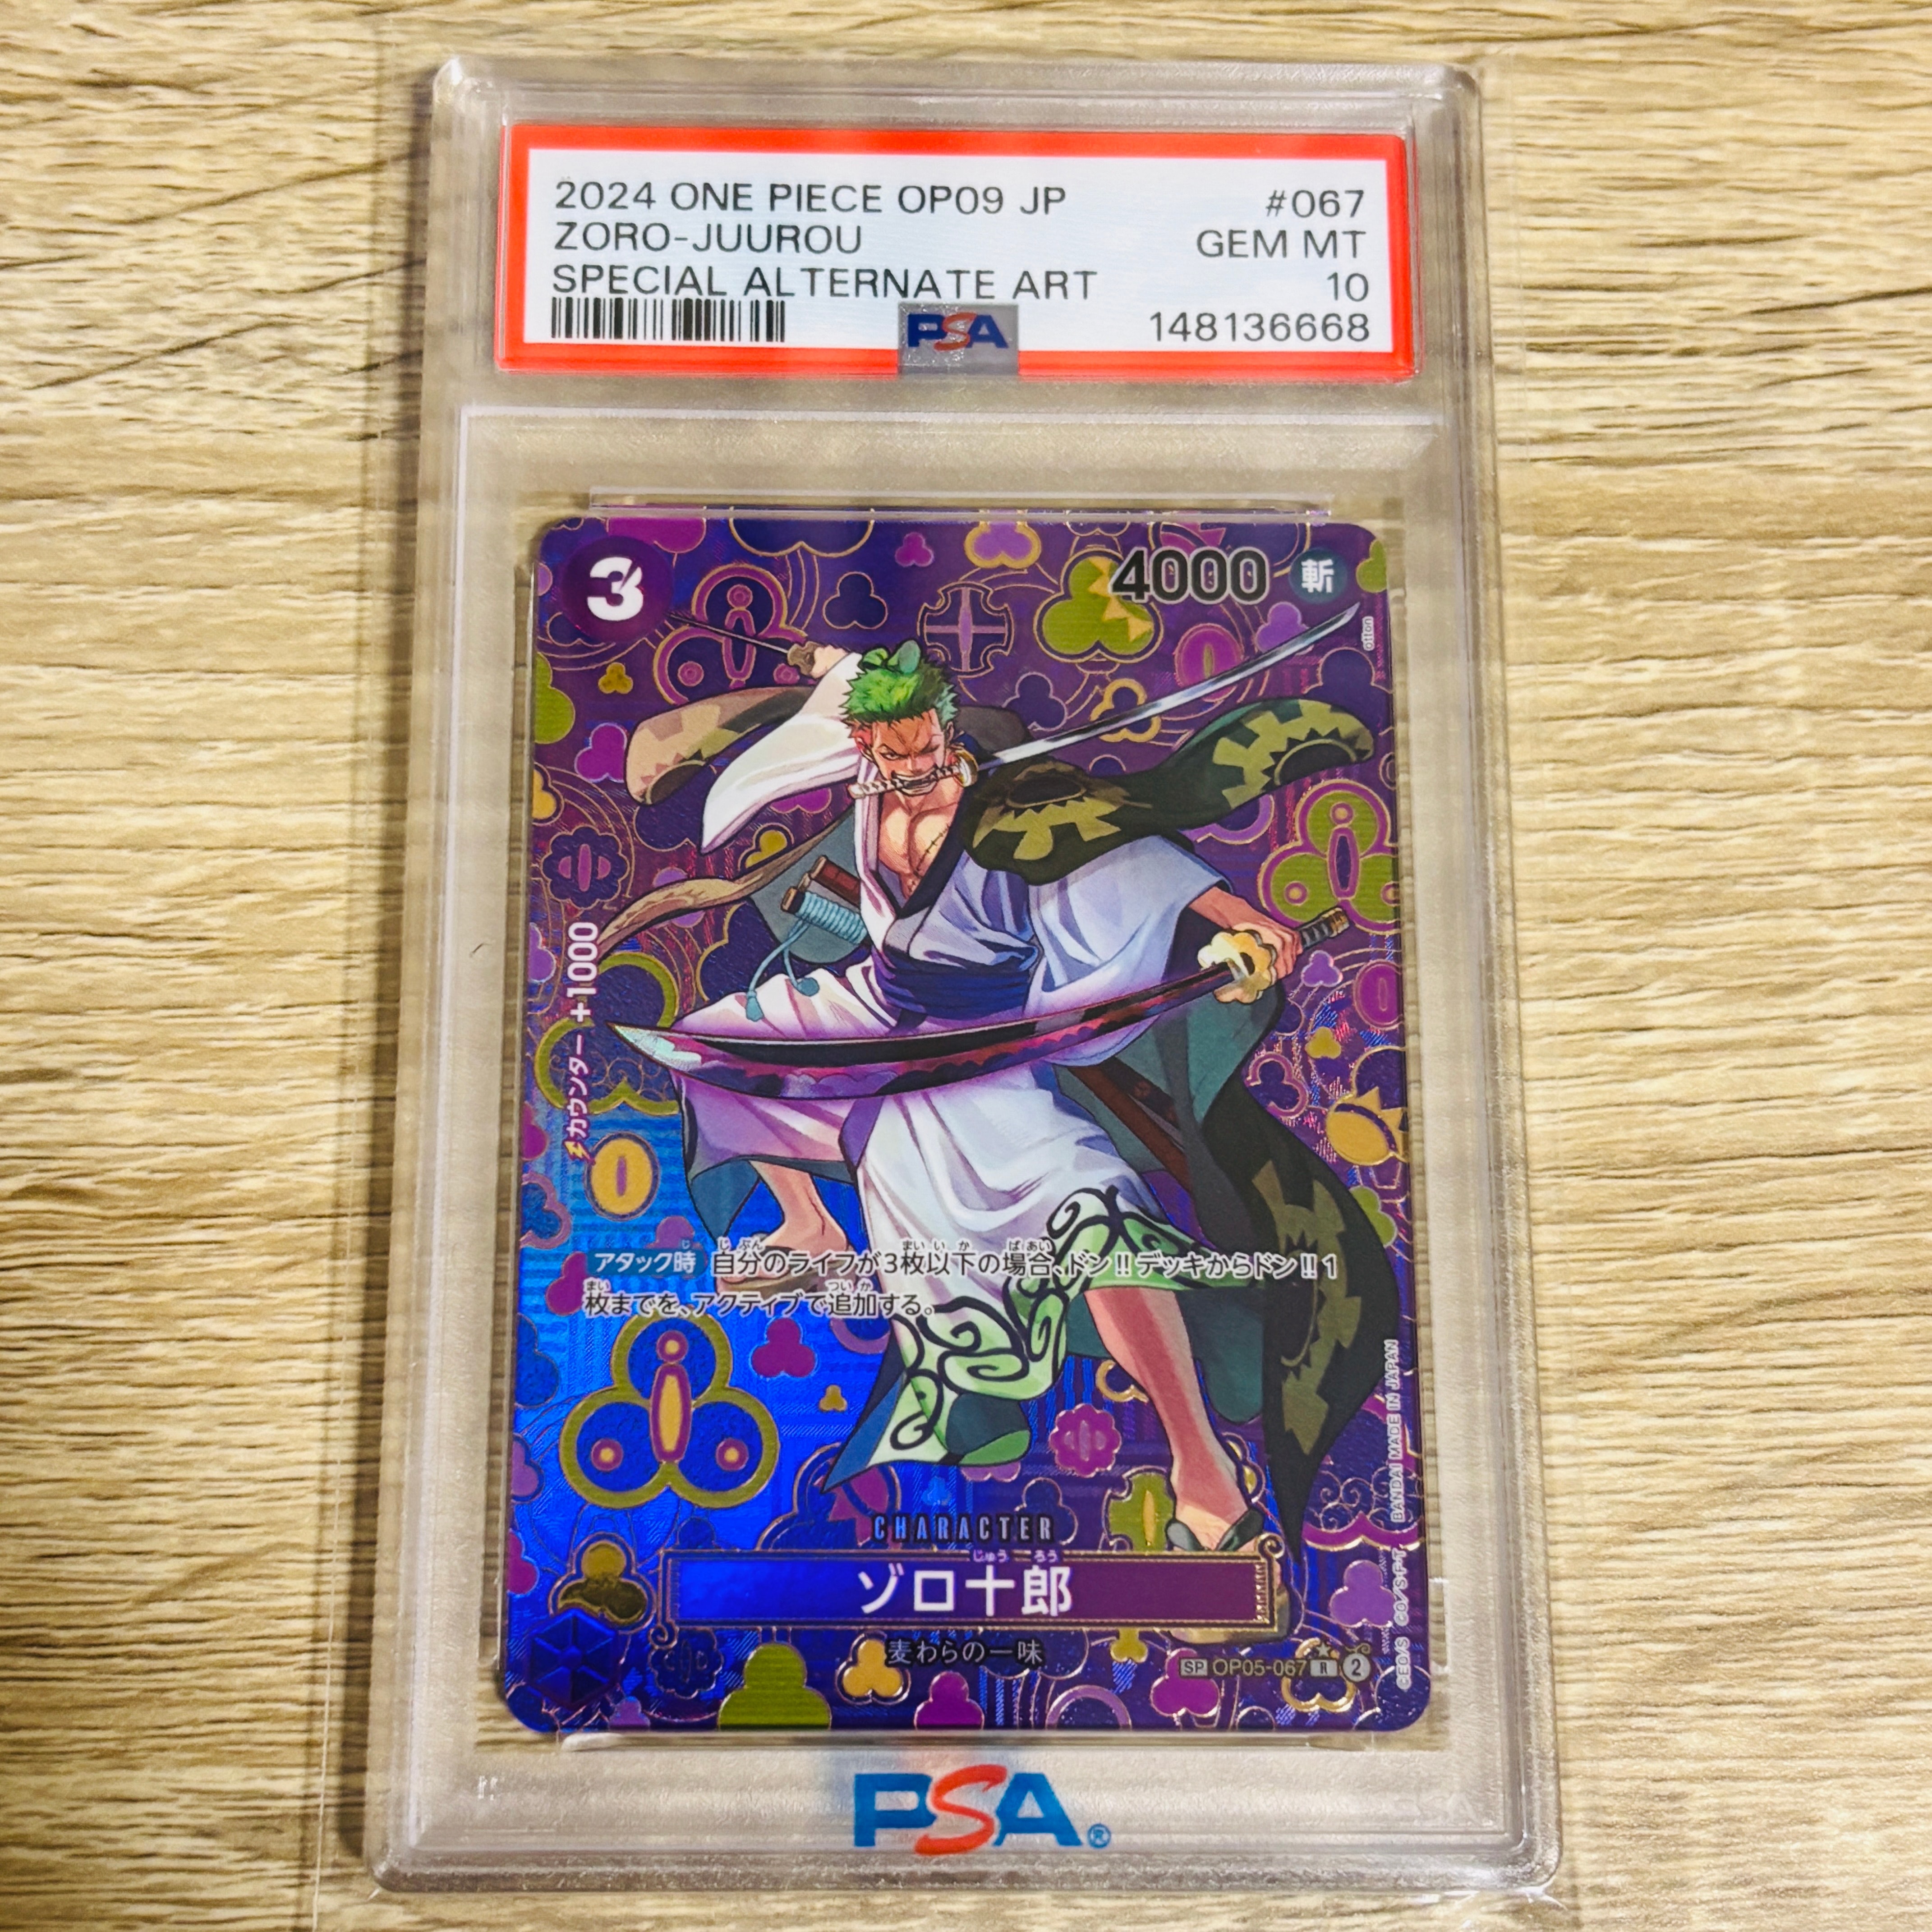 2024 ONE PIECE OP09 JP #067
ZORO-JUUROU GEM MT
SPECIAL ALTERNATE ART 10
PSA 148136668
3
4000 斬
otton
カウンター +1000
アタック時 自分のライフが3枚以下の場合、ドン!!デッキからドン!!1
枚までを、アクティブで追加する。
CHARACTER
ゾロ十郎
麦わらの一味
SP OP05-067 R 2
©EO/S ©O/S・F・T BANDAI MADE IN JAPAN
PSA®